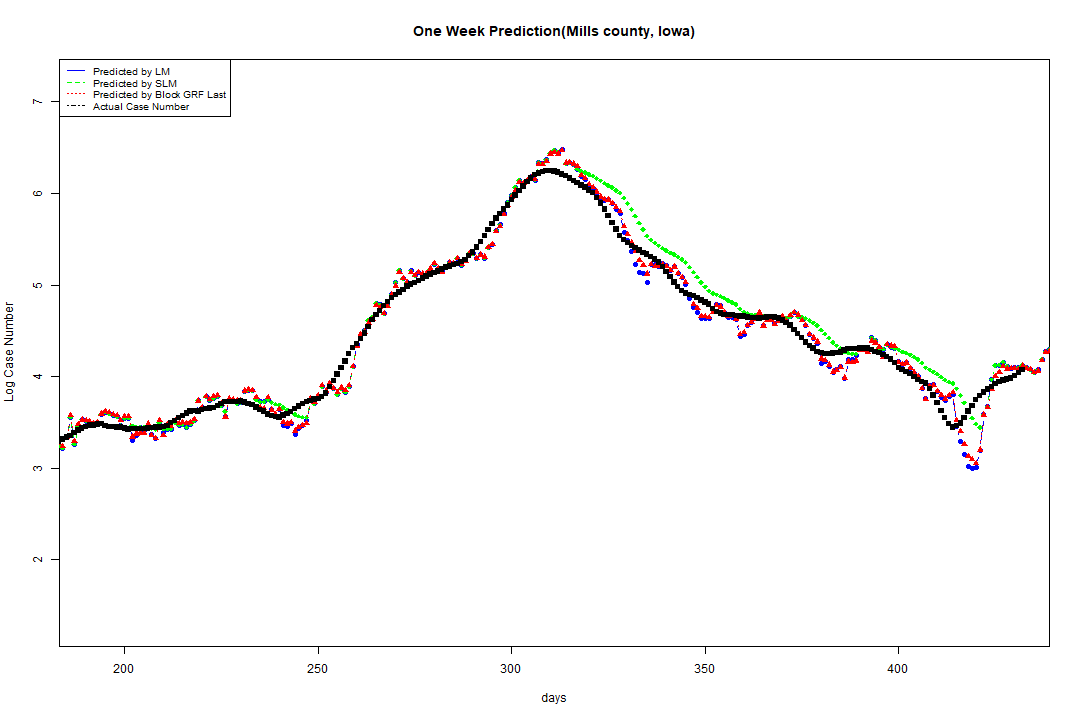 One Week Prediction(Mills county, Iowa)
Predicted by LM
Predicted by SLM
Predicted by Block GRF Last
Actual Case Number
7
6
5
4
3
2
Log Case Number
200 250 300 350 400
days